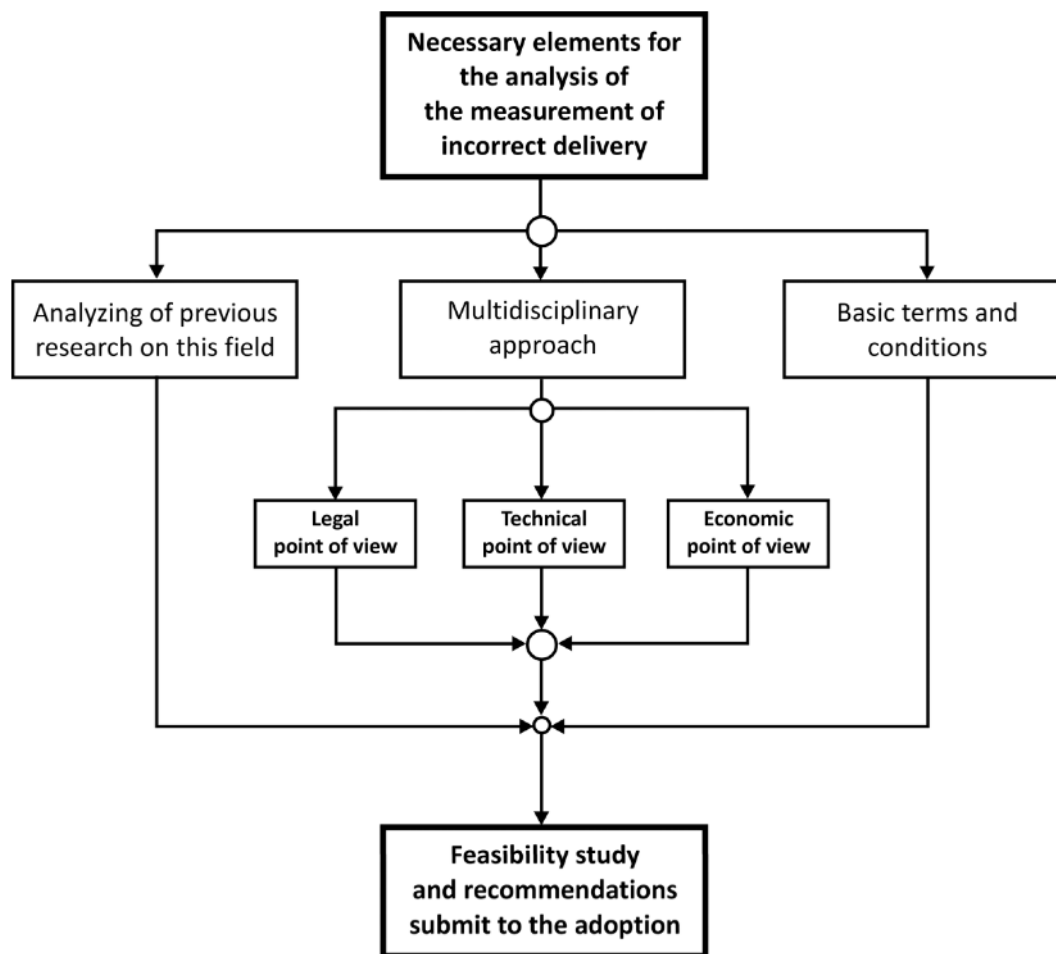 Necessary elements for
the analysis of
the measurement of
incorrect delivery
Analyzing of previous
research on this field
Multidisciplinary
approach
Basic terms and
conditions
Legal
point of view
Technical
point of view
Economic
point of view
Feasibility study
and recommendations
submit to the adoption